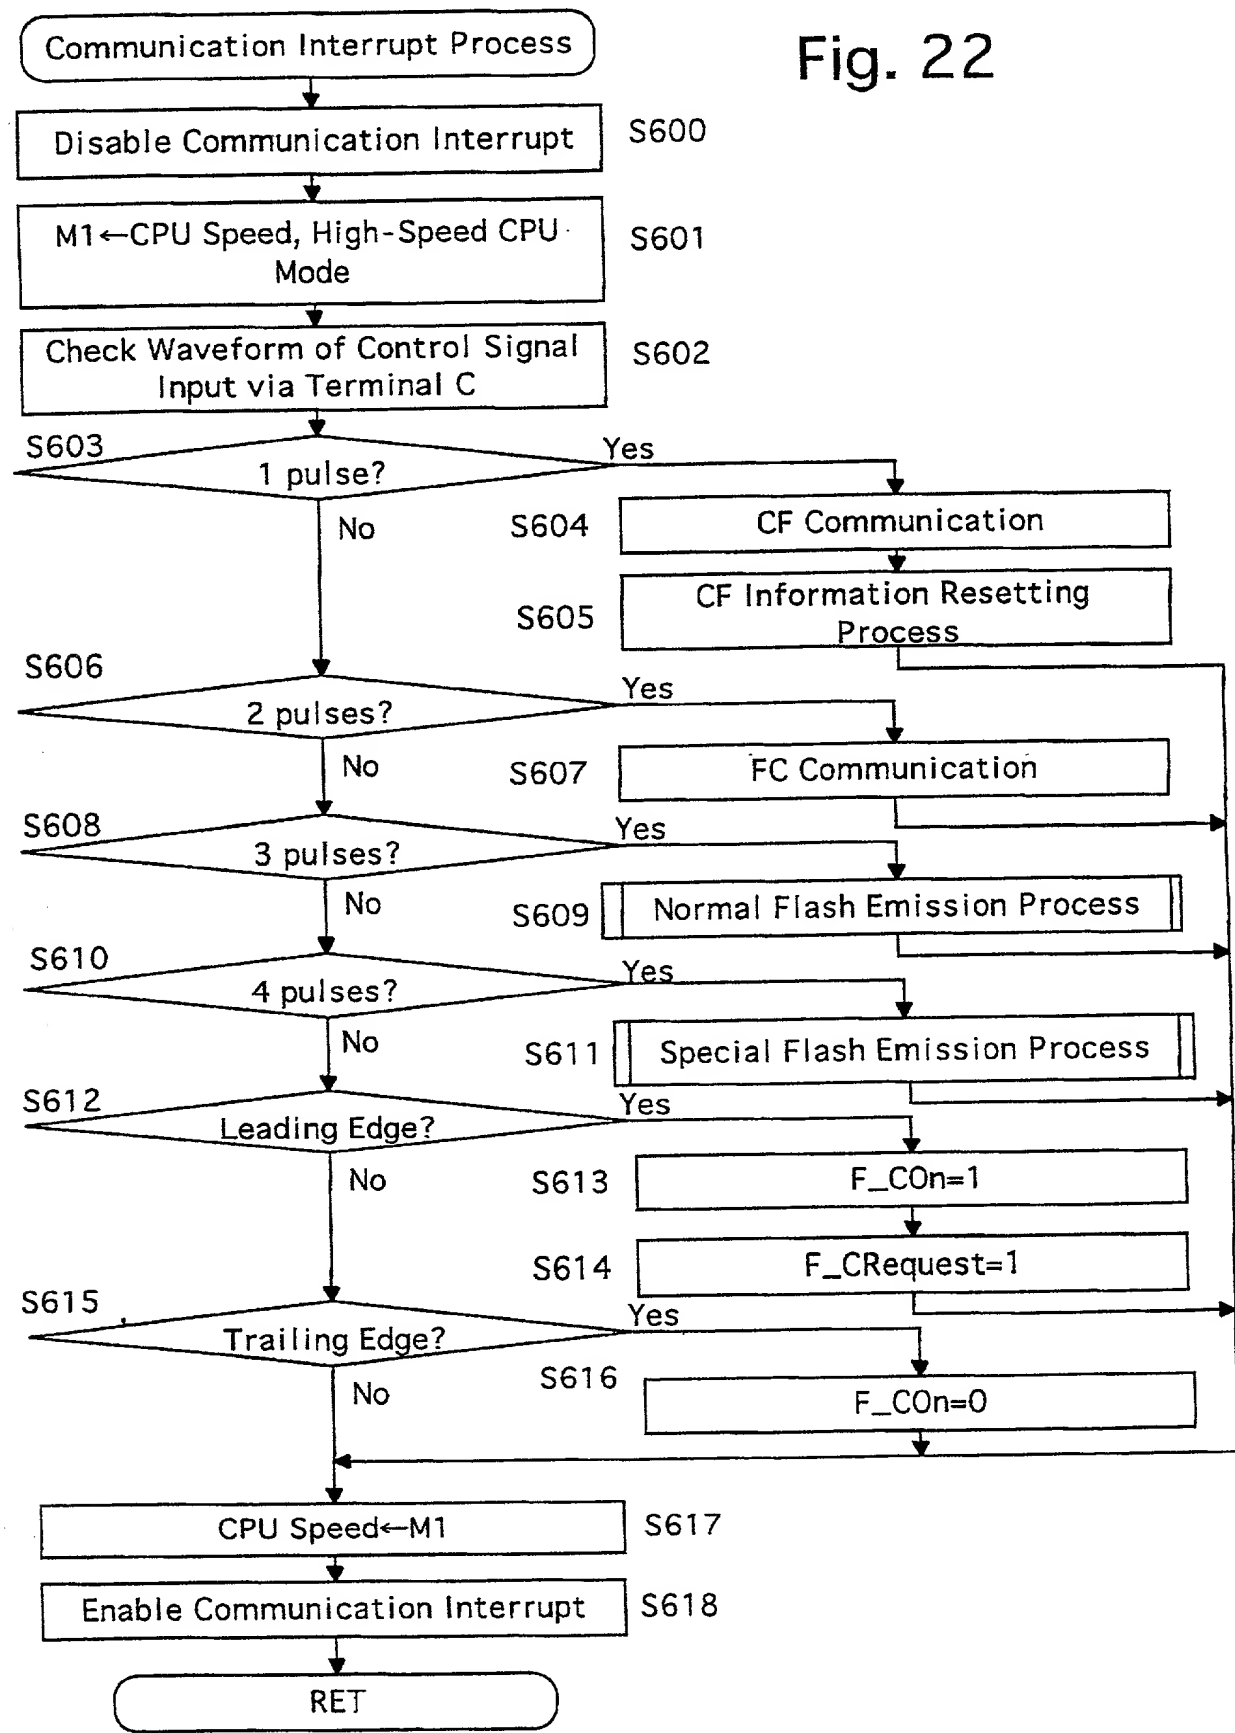 Communication Interrupt Process
Fig. 22
Disable Communication Interrupt
S600
M1←CPU Speed, High-Speed CPU
Mode
S601
Check Waveform of Control Signal
Input via Terminal C
S602
S603
1 pulse?
Yes
No
S604
CF Communication
S605
CF Information Resetting
Process
S606
2 pulses?
Yes
No
S607
FC Communication
S608
3 pulses?
Yes
No
S609
Normal Flash Emission Process
S610
4 pulses?
Yes
No
S611
Special Flash Emission Process
S612
Leading Edge?
Yes
No
S613
F_COn=1
S614
F_CRequest=1
S615
Trailing Edge?
Yes
No
S616
F_COn=0
CPU Speed←M1
S617
Enable Communication Interrupt
S618
RET